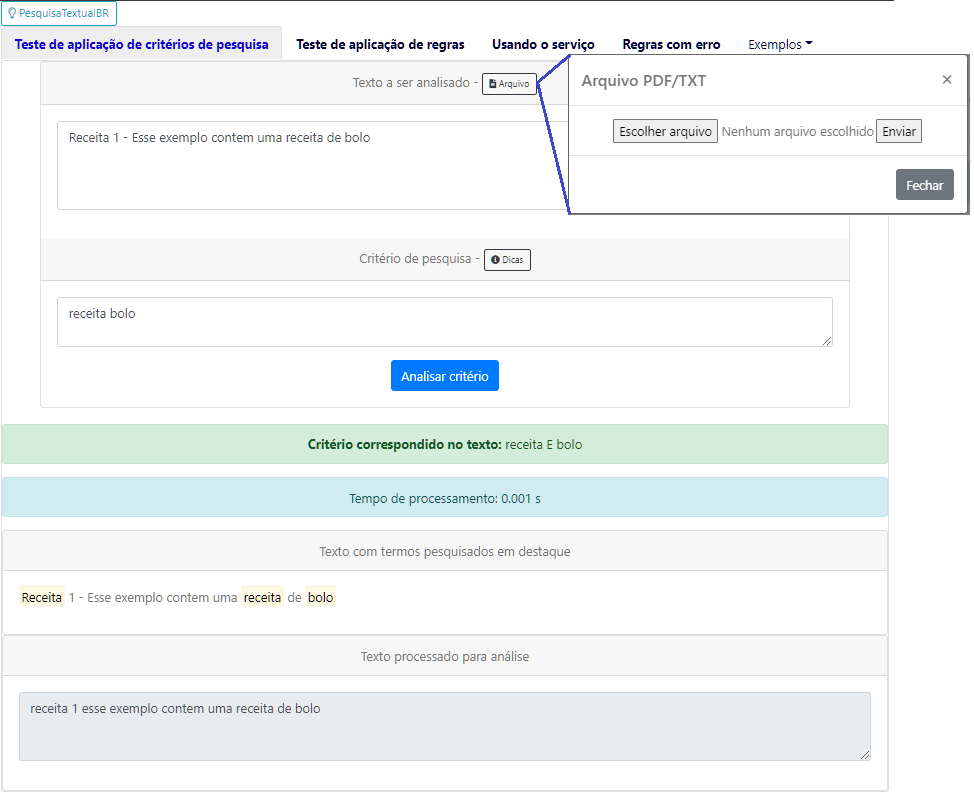 PesquisaTextualBR
Teste de aplicação de critérios de pesquisa Teste de aplicação de regras Usando o serviço Regras com erro Exemplos
Texto a ser analisado - Arquivo
Arquivo PDF/TXT ×
Escolher arquivo Nenhum arquivo escolhido Enviar
Fechar
Receita 1 - Esse exemplo contem uma receita de bolo
Critério de pesquisa - Dicas
receita bolo
Analisar critério
Critério correspondido no texto: receita E bolo
Tempo de processamento: 0.001 s
Texto com termos pesquisados em destaque
Receita 1 - Esse exemplo contem uma receita de bolo
Texto processado para análise
receita 1 esse exemplo contem uma receita de bolo